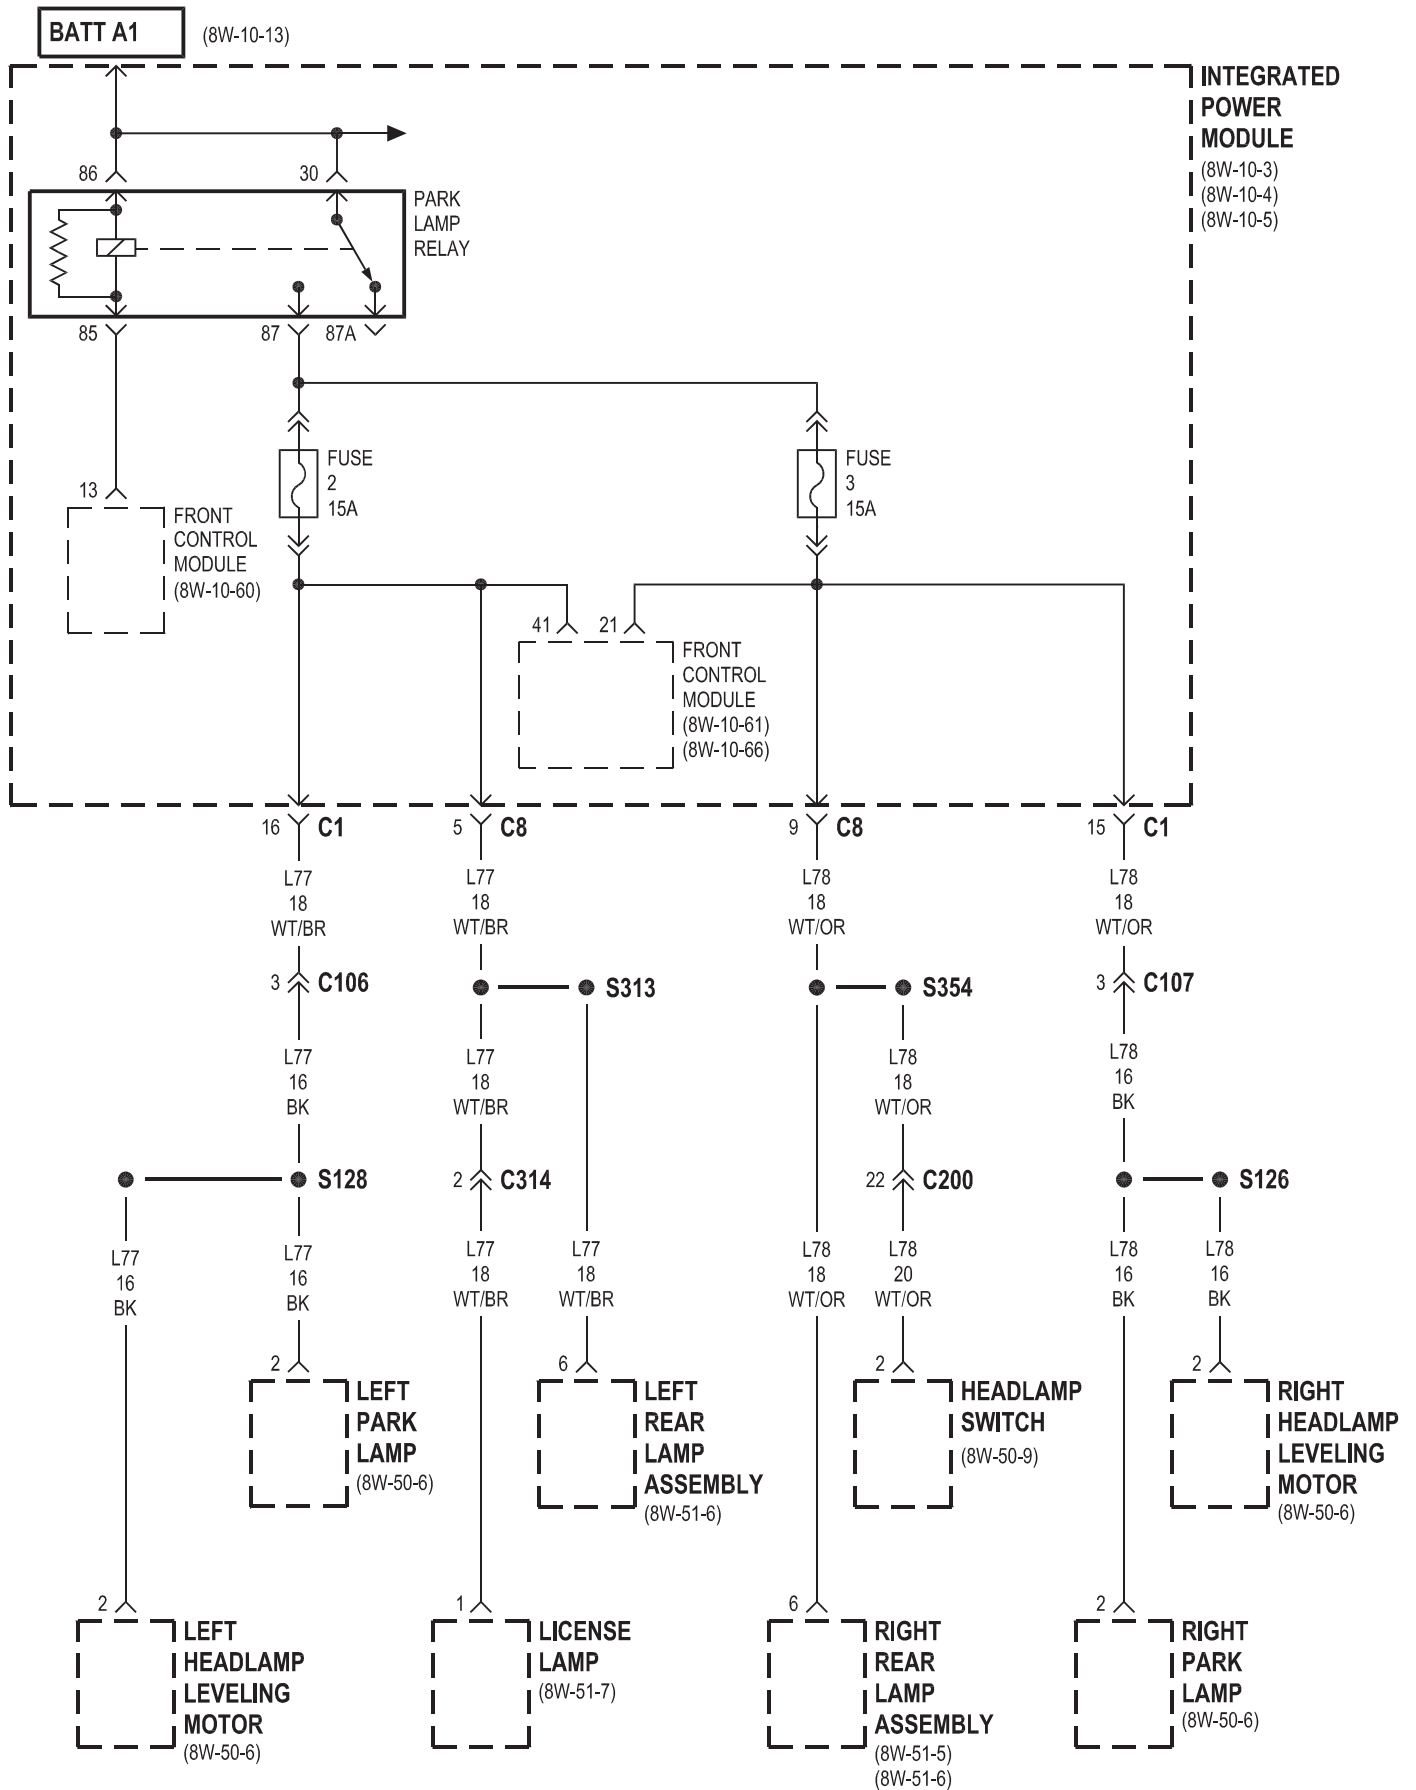 BATT A1
(8W-10-13)
INTEGRATED
POWER
MODULE
(8W-10-3)
(8W-10-4)
(8W-10-5)
86
30
PARK
LAMP
RELAY
85
87
87A
FUSE
2
15A
FUSE
3
15A
13
FRONT
CONTROL
MODULE
(8W-10-60)
41
21
FRONT
CONTROL
MODULE
(8W-10-61)
(8W-10-66)
16
C1
5
C8
9
C8
15
C1
L77
18
WT/BR
L77
18
WT/BR
L78
18
WT/OR
L78
18
WT/OR
3
C106
S313
S354
3
C107
L77
16
BK
L77
18
WT/BR
L78
18
WT/OR
L78
16
BK
S128
2
C314
22
C200
S126
L77
16
BK
L77
16
BK
L77
18
WT/BR
L77
18
WT/BR
L78
18
WT/OR
L78
20
WT/OR
L78
16
BK
L78
16
BK
2
LEFT
PARK
LAMP
(8W-50-6)
6
LEFT
REAR
LAMP
ASSEMBLY
(8W-51-6)
2
HEADLAMP
SWITCH
(8W-50-9)
2
RIGHT
HEADLAMP
LEVELING
MOTOR
(8W-50-6)
2
LEFT
HEADLAMP
LEVELING
MOTOR
(8W-50-6)
1
LICENSE
LAMP
(8W-51-7)
6
RIGHT
REAR
LAMP
ASSEMBLY
(8W-51-5)
(8W-51-6)
2
RIGHT
PARK
LAMP
(8W-50-6)